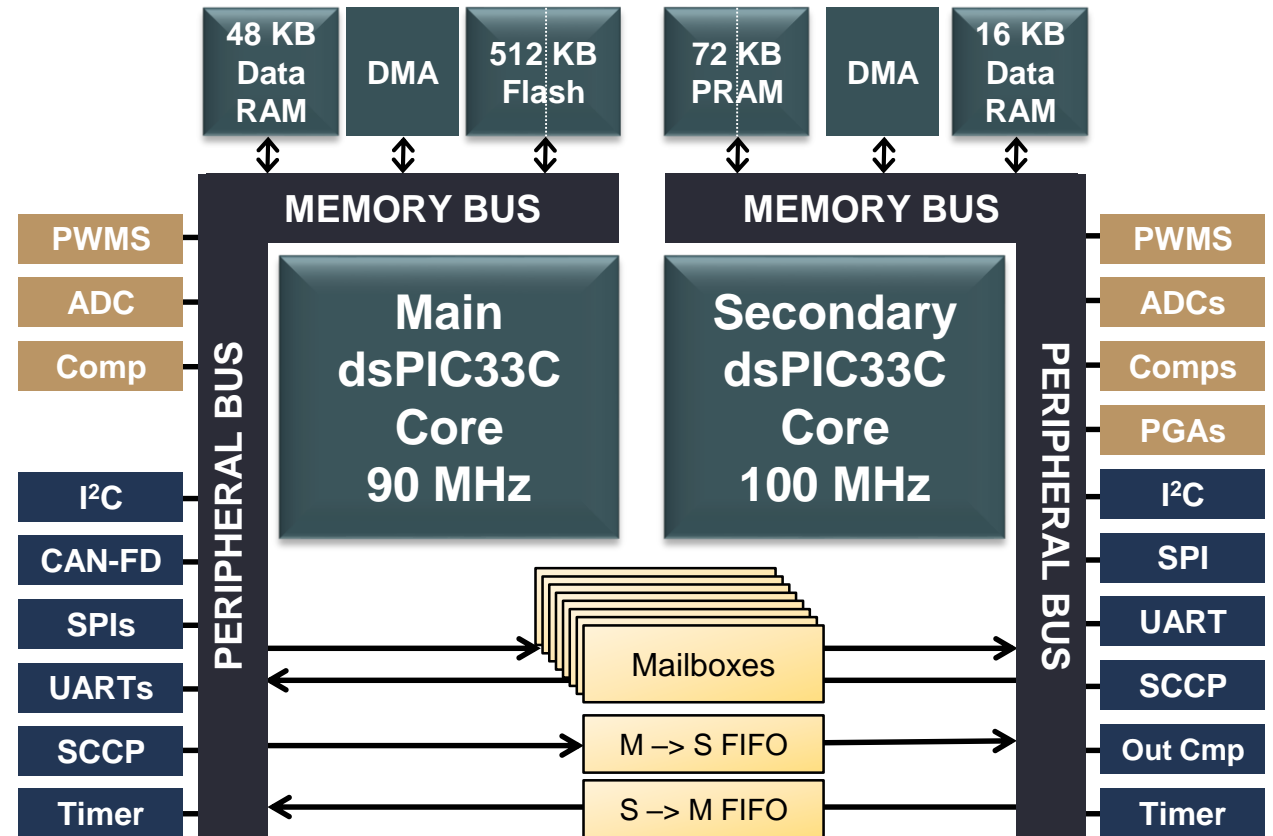 48 KB
Data
RAM
DMA
512 KB
Flash
72 KB
PRAM
DMA
16 KB
Data
RAM
MEMORY BUS
MEMORY BUS
PWMS
ADC
Comp
I²C
CAN-FD
SPIs
UARTs
SCCP
Timer
PERIPHERAL BUS
Main
dsPIC33C
Core
90 MHz
Secondary
dsPIC33C
Core
100 MHz
Mailboxes
M –> S FIFO
S –> M FIFO
PERIPHERAL BUS
PWMS
ADCs
Comps
PGAs
I²C
SPI
UART
SCCP
Out Cmp
Timer